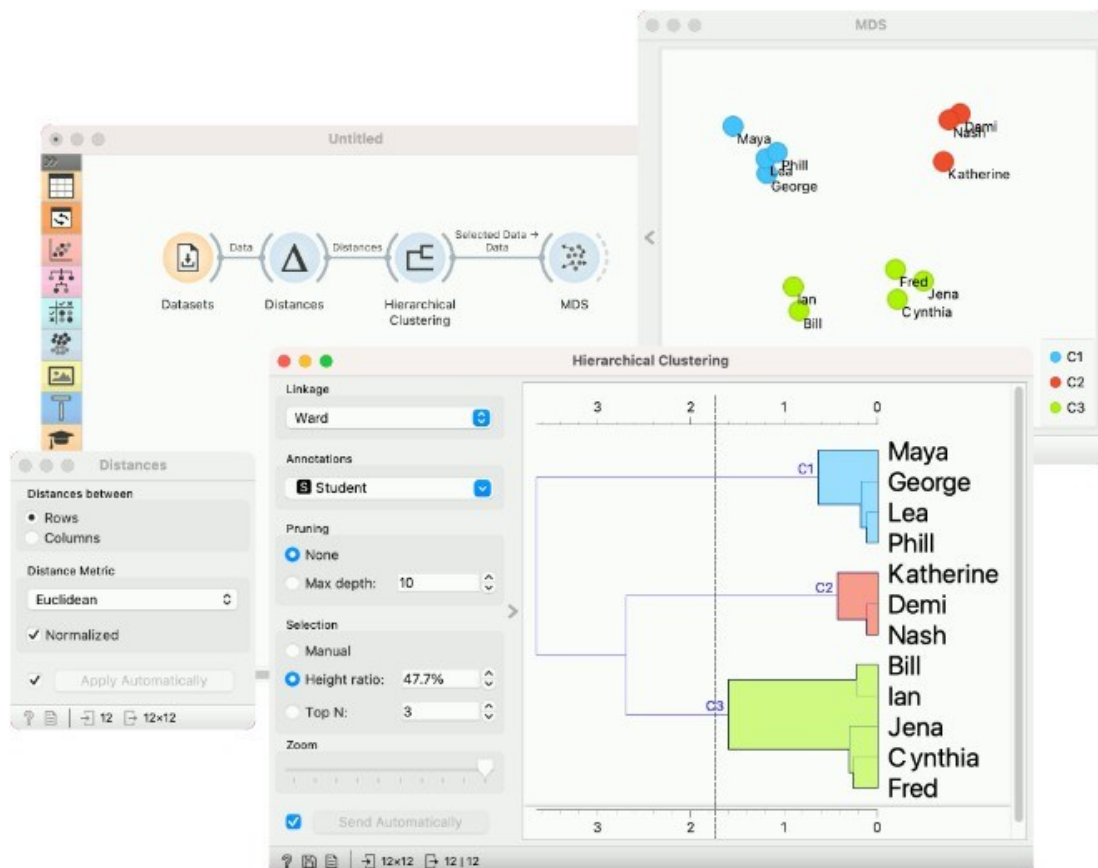 MDS
Maya
Phill
Lea
George
Demi
Nash
Katherine
Fred
Jena
Ian
Cynthia
Bill
C1
C2
C3
Untitled
Data
Distances
Selected Data →
Data
Datasets
Distances
Hierarchical
Clustering
MDS
Distances
Distances between
Rows
Columns
Distance Metric
Euclidean
Normalized
Apply Automatically
12 12×12
Hierarchical Clustering
Linkage
Ward
Annotations
S Student
Pruning
None
Max depth: 10
Selection
Manual
Height ratio: 47.7%
Top N: 3
Zoom
Send Automatically
12×12 12 | 12
3 2 1 0
C1
C2
C3
Maya
George
Lea
Phill
Katherine
Demi
Nash
Bill
Ian
Jena
Cynthia
Fred
3 2 1 0